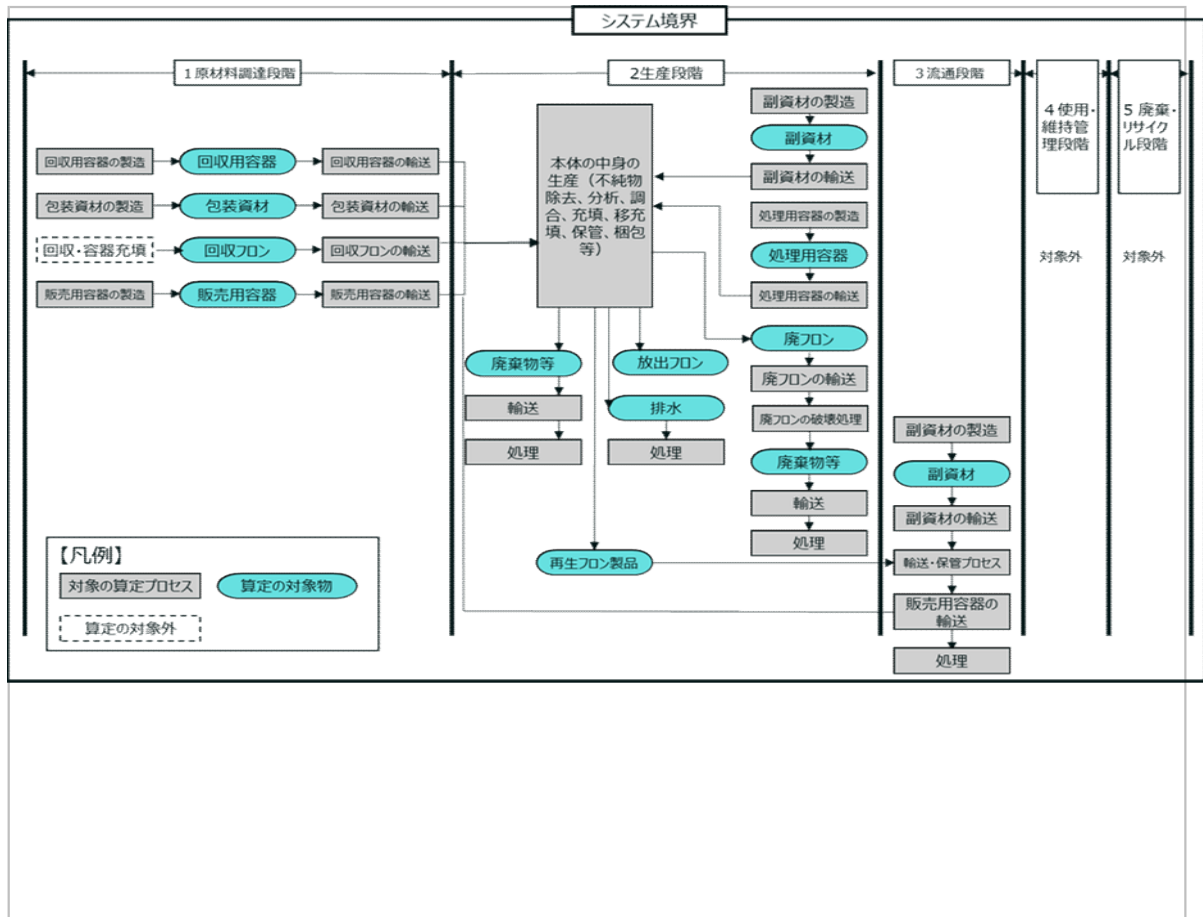 システム境界
1原材料調達段階
2生産段階
3流通段階
4使用・
維持管
理段階
5 廃棄・
リサイク
ル段階
回収用容器の製造
回収用容器
回収用容器の輸送
包装資材の製造
包装資材
包装資材の輸送
回収・容器充填
回収フロン
回収フロンの輸送
販売用容器の製造
販売用容器
販売用容器の輸送
本体の中身の
生産（不純物
除去、分析、調
合、充填、移充
填、保管、梱包
等）
副資材の製造
副資材
副資材の輸送
処理用容器の製造
処理用容器
処理用容器の輸送
廃フロン
廃フロンの輸送
廃フロンの破壊処理
廃棄物等
輸送
処理
廃棄物等
輸送
処理
放出フロン
排水
処理
再生フロン製品
副資材の製造
副資材
副資材の輸送
輸送・保管プロセス
販売用容器の
輸送
処理
対象外
対象外
【凡例】
対象の算定プロセス
算定の対象物
算定の対象外